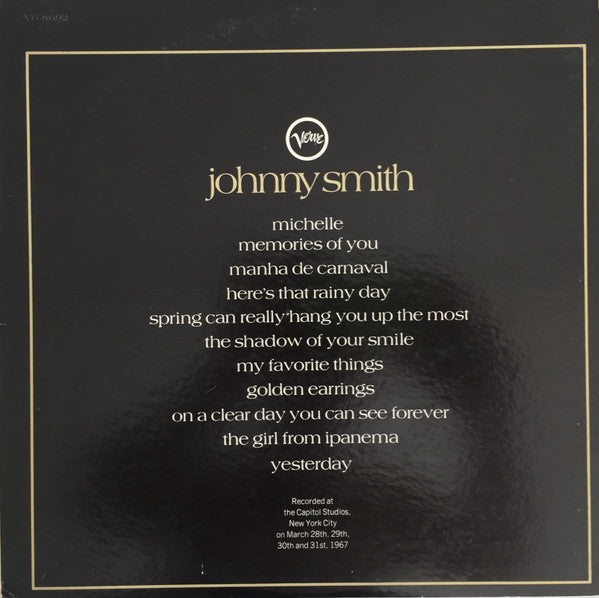 V6-8692
Verve
johnny smith
michelle
memories of you
manha de carnaval
here's that rainy day
spring can really hang you up the most
the shadow of your smile
my favorite things
golden earrings
on a clear day you can see forever
the girl from ipanema
yesterday
Recorded at
the Capitol Studios,
New York City
on March 28th, 29th,
30th and 31st, 1967